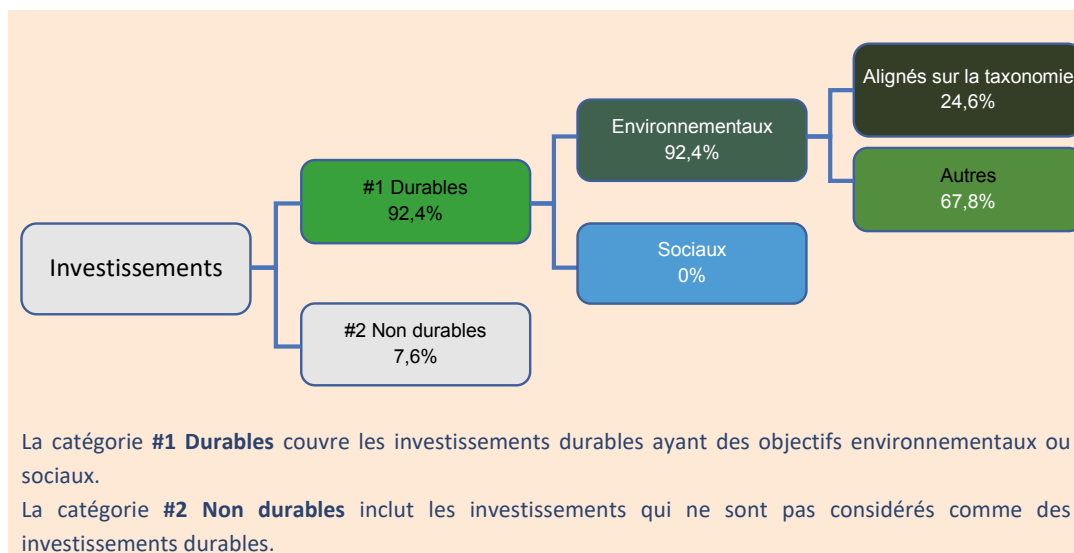 Investissements
#1 Durables
92,4%
#2 Non durables
7,6%
Environnementaux
92,4%
Sociaux
0%
Alignés sur la taxonomie
24,6%
Autres
67,8%
La catégorie #1 Durables couvre les investissements durables ayant des objectifs environnementaux ou
sociaux.
La catégorie #2 Non durables inclut les investissements qui ne sont pas considérés comme des
investissements durables.